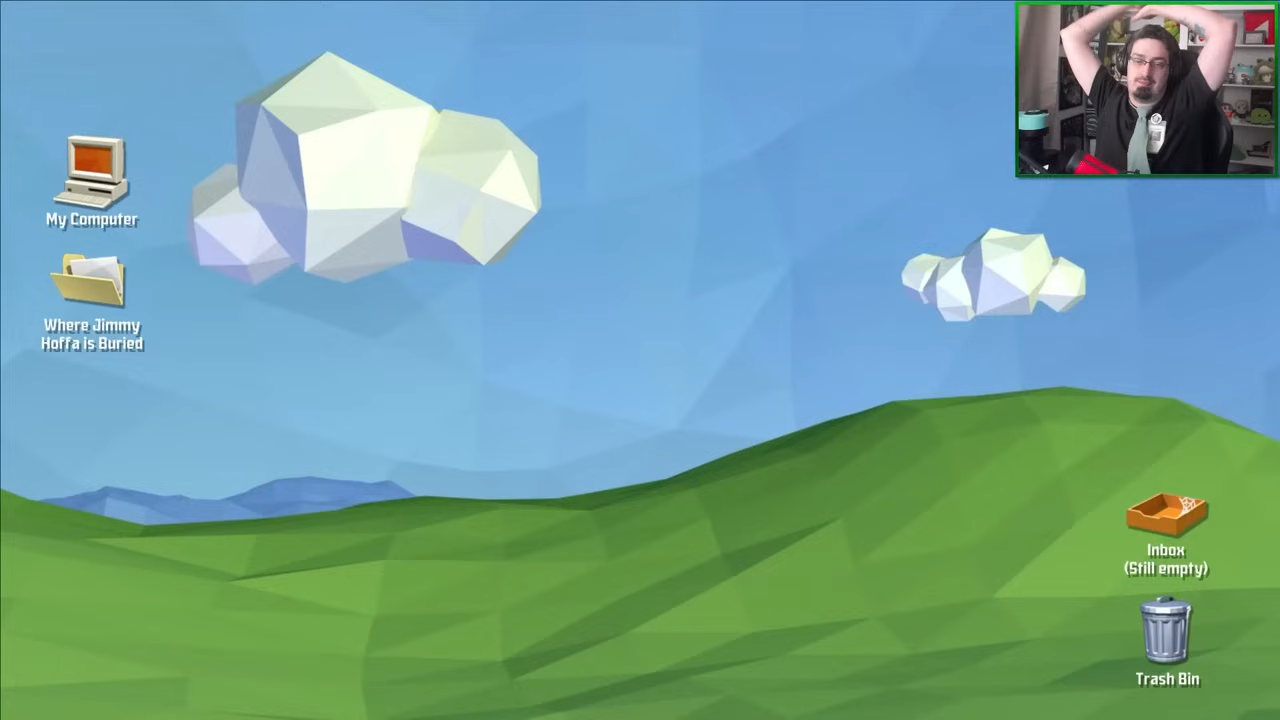 My Computer
Where Jimmy
Hoffa is Buried
Inbox
(Still empty)
Trash Bin